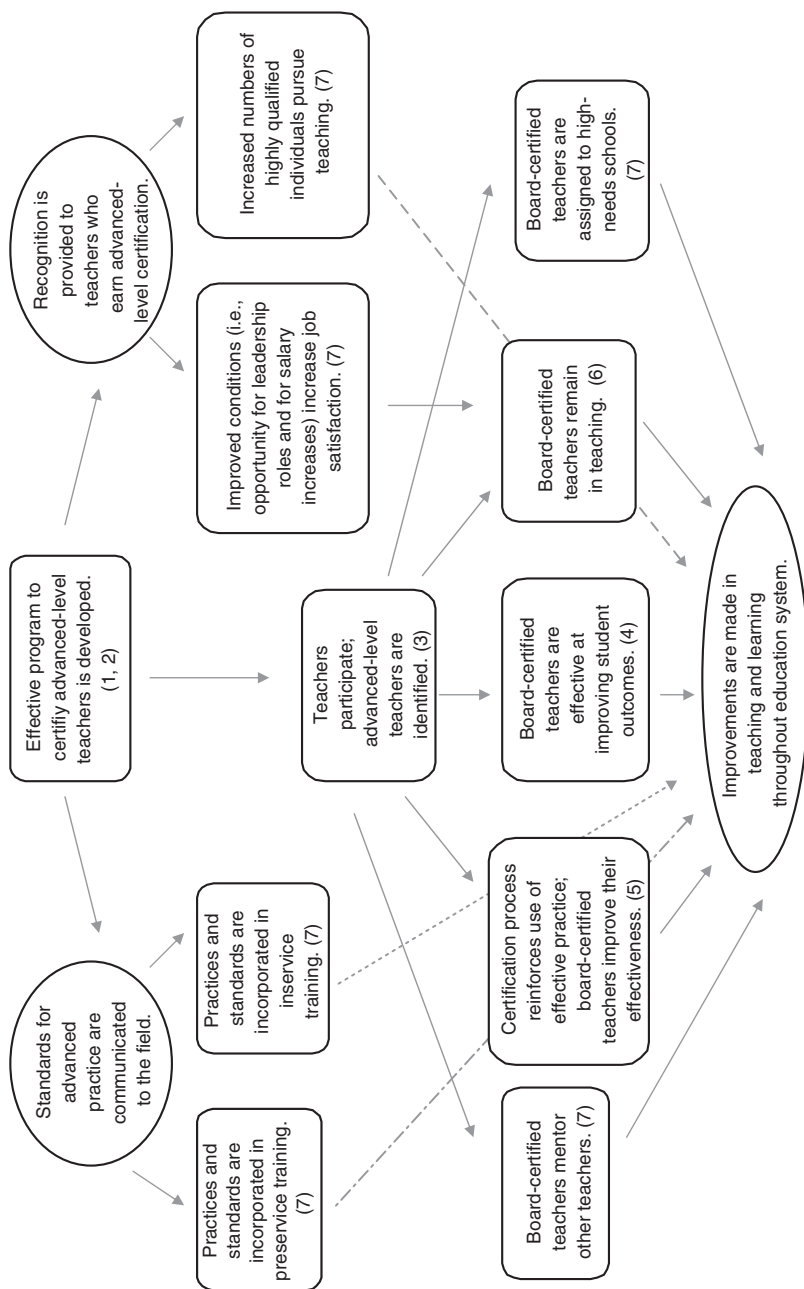 Effective program to
certifiy advanced-level
teachers is developed.
(1, 2)
Standards for
advanced
practice are
communicated
to the field.
Recognition is
provided to
teachers who
earn advanced-
level certification.
Practices and
standards are
incorporated in
preservice training.
(7)
Practices and
standards are
incorporated in
inservice
training. (7)
Improved conditions (i.e.,
opportunity for leadership
roles and for salary
increases) increase job
satisfaction. (7)
Increased numbers of
highly qualified
individuals pursue
teaching. (7)
Teachers
participate;
advanced-level
teachers are
identified. (3)
Board-certified
teachers mentor
other teachers. (7)
Certification process
reinforces use of
effective practice;
board-certified
teachers improve their
effectiveness. (5)
Board-certified
teachers are
effective at
improving student
outcomes. (4)
Board-certified
teachers remain
in teaching. (6)
Board-certified
teachers are
assigned to high-
needs schools.
(7)
Improvements are made in
teaching and learning
throughout education system.